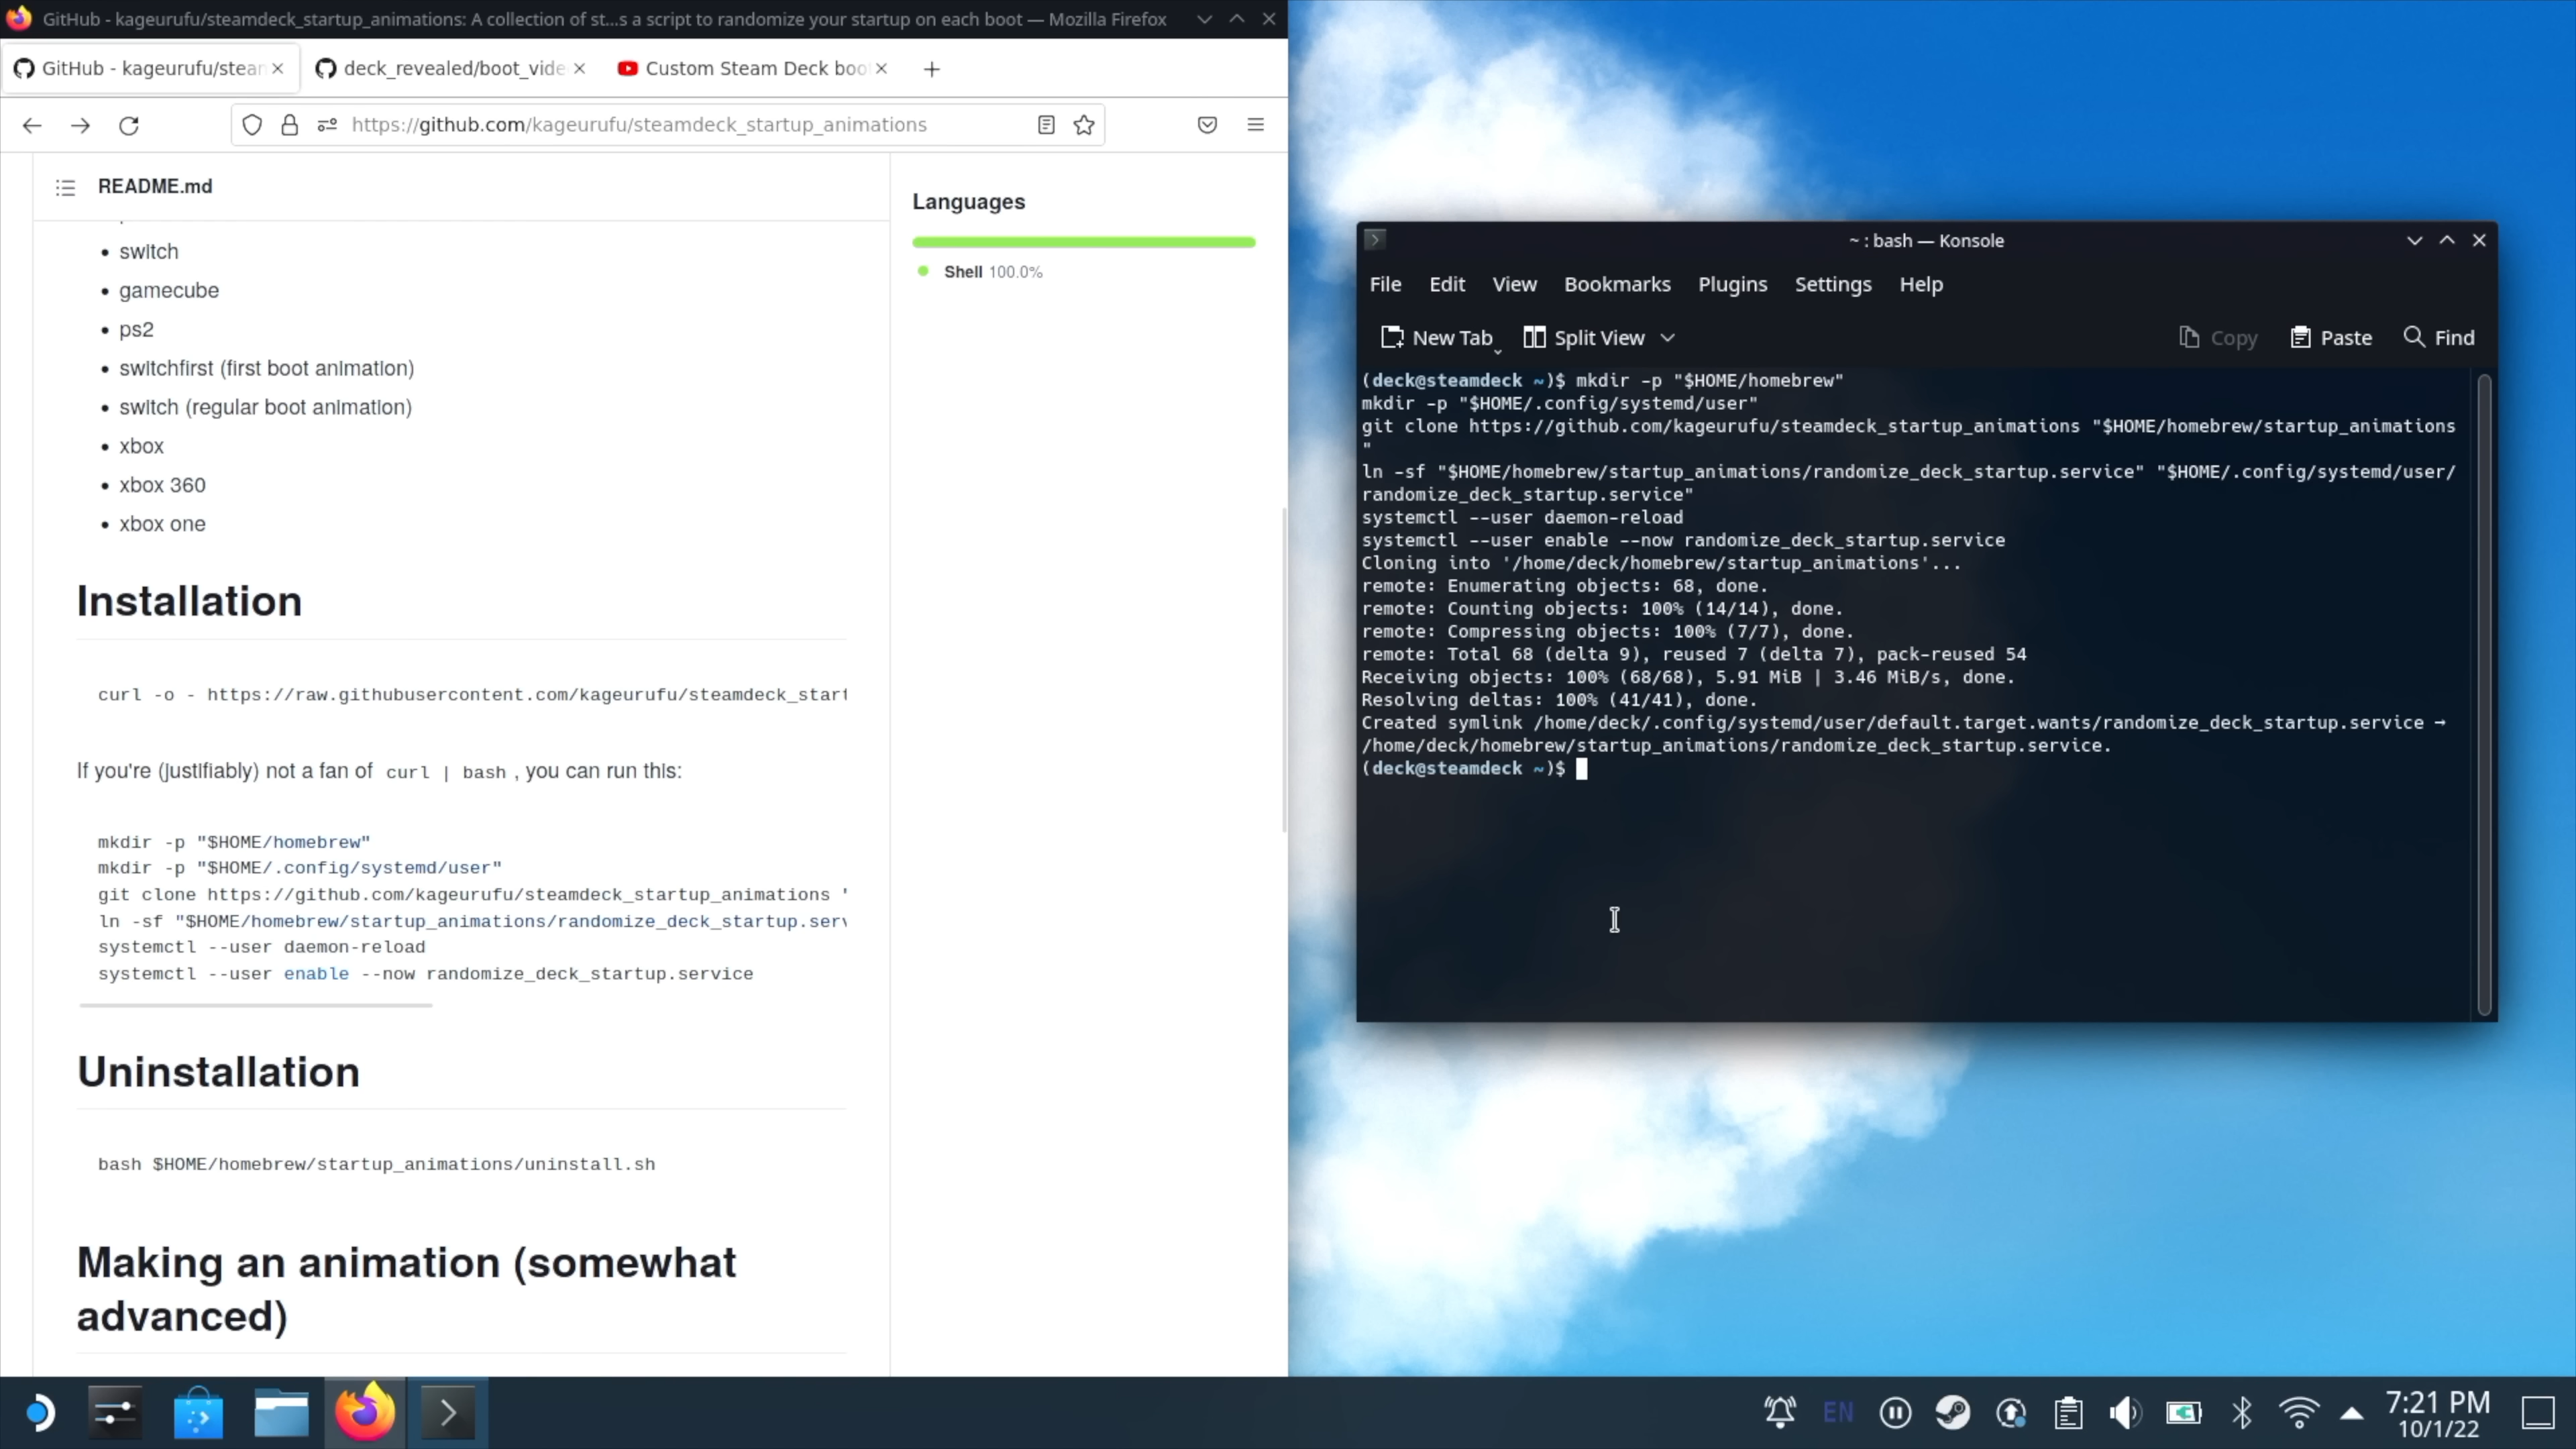 GitHub - kageurufu/steamdeck_startup_animations: A collection of st...s a script to randomize your startup on each boot — Mozilla Firefox
GitHub - kageurufu/stean
deck_revealed/boot_vide
Custom Steam Deck boo
https://github.com/kageurufu/steamdeck_startup_animations
README.md
switch
gamecube
ps2
switchfirst (first boot animation)
switch (regular boot animation)
xbox
xbox 360
xbox one
Installation
curl -o - https://raw.githubusercontent.com/kageurufu/steamdeck_start
If you're (justifiably) not a fan of curl | bash , you can run this:
mkdir -p "$HOME/homebrew"
mkdir -p "$HOME/.config/systemd/user"
git clone https://github.com/kageurufu/steamdeck_startup_animations "
ln -sf "$HOME/homebrew/startup_animations/randomize_deck_startup.serv
systemctl --user daemon-reload
systemctl --user enable --now randomize_deck_startup.service
Uninstallation
bash $HOME/homebrew/startup_animations/uninstall.sh
Making an animation (somewhat
advanced)
Languages
Shell 100.0%
~ : bash — Konsole
File Edit View Bookmarks Plugins Settings Help
New Tab Split View Copy Paste Find
(deck@steamdeck ~)$ mkdir -p "$HOME/homebrew"
mkdir -p "$HOME/.config/systemd/user"
git clone https://github.com/kageurufu/steamdeck_startup_animations "$HOME/homebrew/startup_animations
"
ln -sf "$HOME/homebrew/startup_animations/randomize_deck_startup.service" "$HOME/.config/systemd/user/
randomize_deck_startup.service"
systemctl --user daemon-reload
systemctl --user enable --now randomize_deck_startup.service
Cloning into '/home/deck/homebrew/startup_animations'...
remote: Enumerating objects: 68, done.
remote: Counting objects: 100% (14/14), done.
remote: Compressing objects: 100% (7/7), done.
remote: Total 68 (delta 9), reused 7 (delta 7), pack-reused 54
Receiving objects: 100% (68/68), 5.91 MiB | 3.46 MiB/s, done.
Resolving deltas: 100% (41/41), done.
Created symlink /home/deck/.config/systemd/user/default.target.wants/randomize_deck_startup.service →
/home/deck/homebrew/startup_animations/randomize_deck_startup.service.
(deck@steamdeck ~)$
EN
7:21 PM
10/1/22